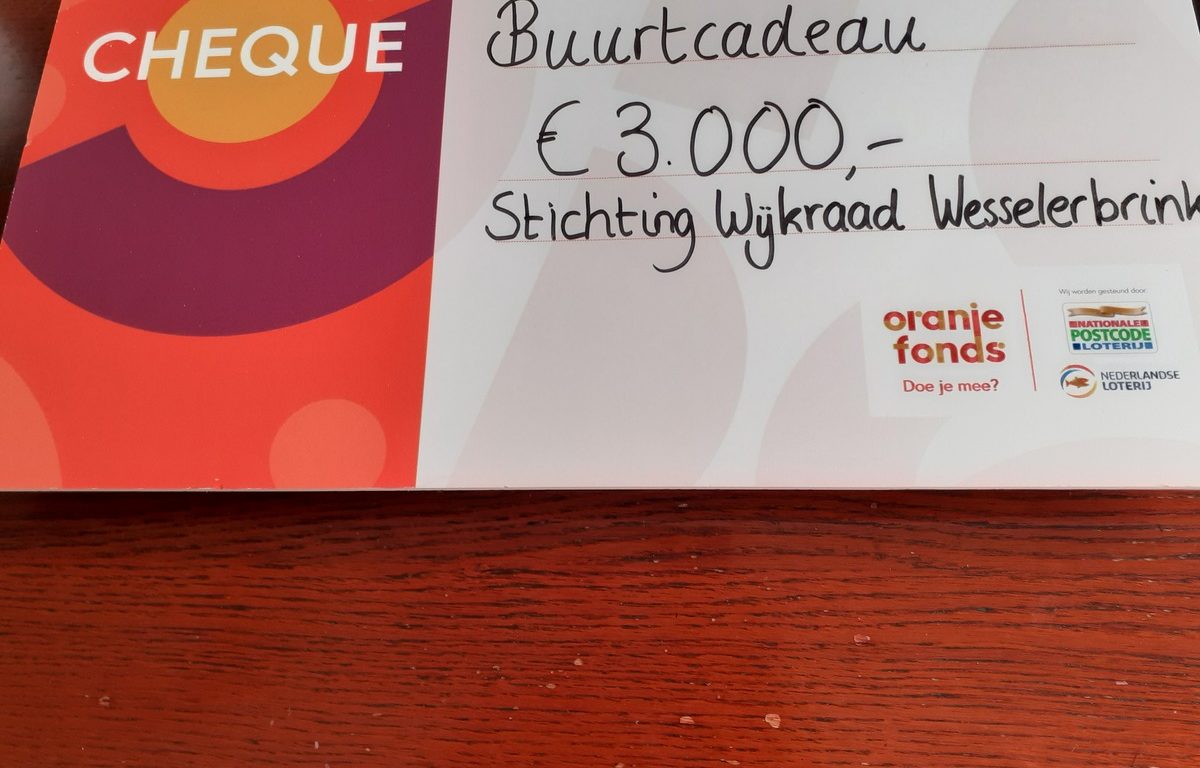 CHEQUE
Buurtcadeau
€ 3.000,-
Stichting Wijkraad Wesselerbrink
oranje
fonds
Doe je mee?
Wij worden gesteund door
NATIONALE
POSTCODE
LOTERIJ
NEDERLANDSE
LOTERIJ